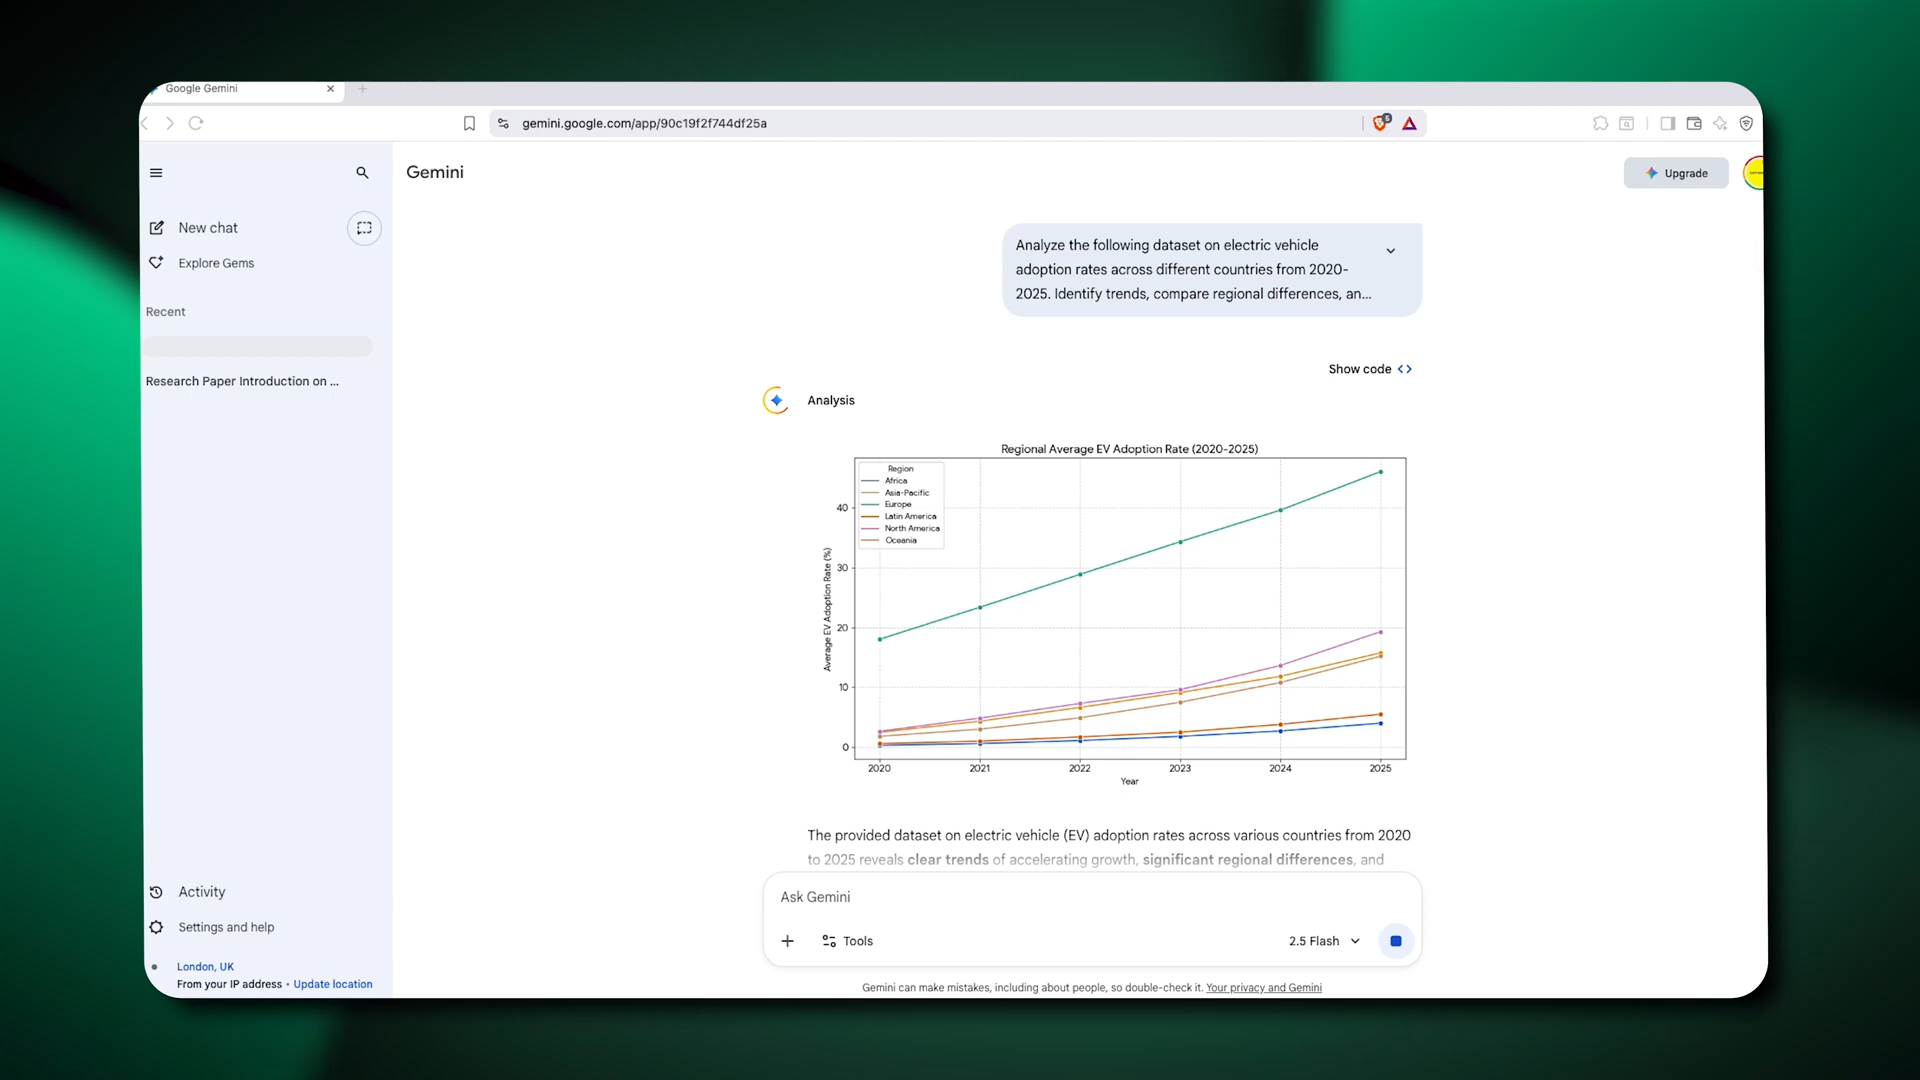 Google Gemini
gemini.google.com/app/90c19f2f744df25a
Gemini
Upgrade
New chat
Explore Gems
Recent
Research Paper Introduction on ...
Analyze the following dataset on electric vehicle
adoption rates across different countries from 2020-
2025. Identify trends, compare regional differences, an...
Show code
Analysis
Regional Average EV Adoption Rate (2020-2025)
Region
Africa
Asia-Pacific
Europe
Latin America
North America
Oceania
Average EV Adoption Rate (%)
40
30
20
10
0
2020 2021 2022 2023 2024 2025
Year
The provided dataset on electric vehicle (EV) adoption rates across various countries from 2020
to 2025 reveals clear trends of accelerating growth, significant regional differences, and
Ask Gemini
Tools
2.5 Flash
Gemini can make mistakes, including about people, so double-check it. Your privacy and Gemini
Activity
Settings and help
London, UK
From your IP address • Update location